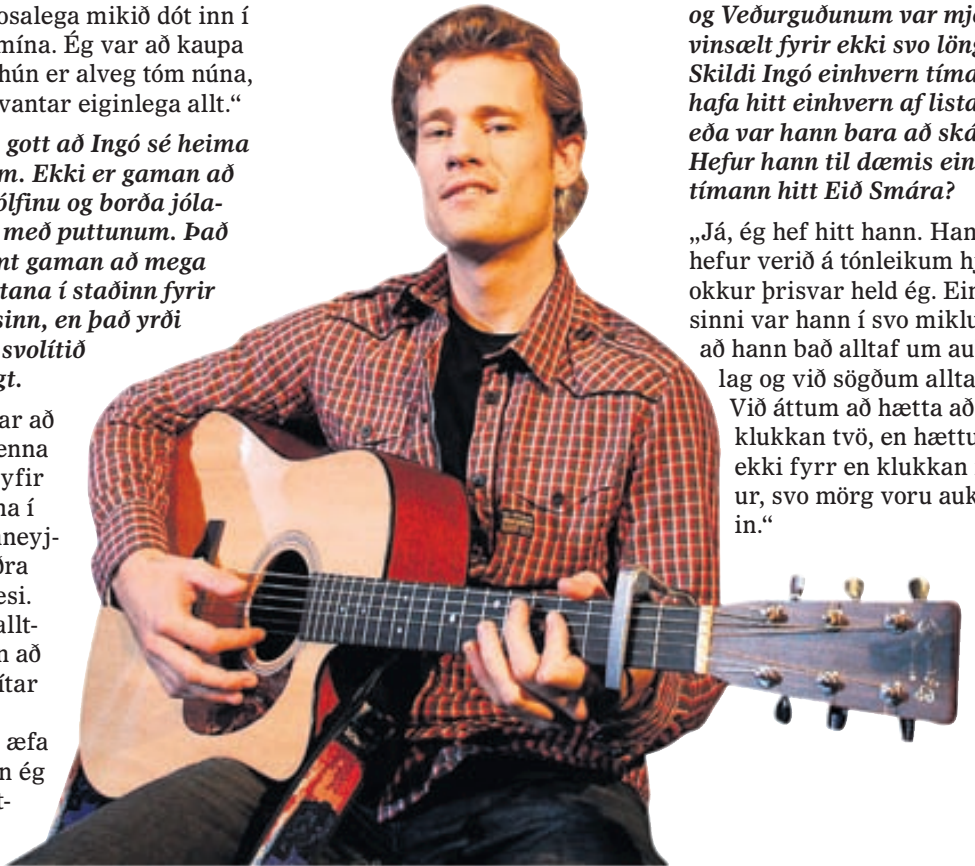 osalega mikið dót inn í
mína. Ég var að kaupa
hún er alveg tóm núna,
vantar eiginlega allt.“
gott að Ingó sé heima
m. Ekki er gaman að
ólfinu og borða jóla-
með puttunum. Það
nt gaman að mega
tana í staðinn fyrir
sinn, en það yrði
svolítið
gt.
ar að
enna
yfir
na í
nneyj-
ðra
esi.
allt-
n að
ítar
æfa
n ég
t-
og Veðurguðunum var mjö
vinsælt fyrir ekki svo löng
Skildi Ingó einhvern tíma
hafa hitt einhvern af lista
eða var hann bara að ská
Hefur hann til dæmis ein
tímann hitt Eið Smára?
„Já, ég hef hitt hann. Han
hefur verið á tónleikum hj
okkur þrisvar held ég. Ein
sinni var hann í svo miklu
að hann bað alltaf um au
lag og við sögðum allta
Við áttum að hætta að
klukkan tvö, en hættu
ekki fyrr en klukkan
ur, svo mörg voru auk
in.“